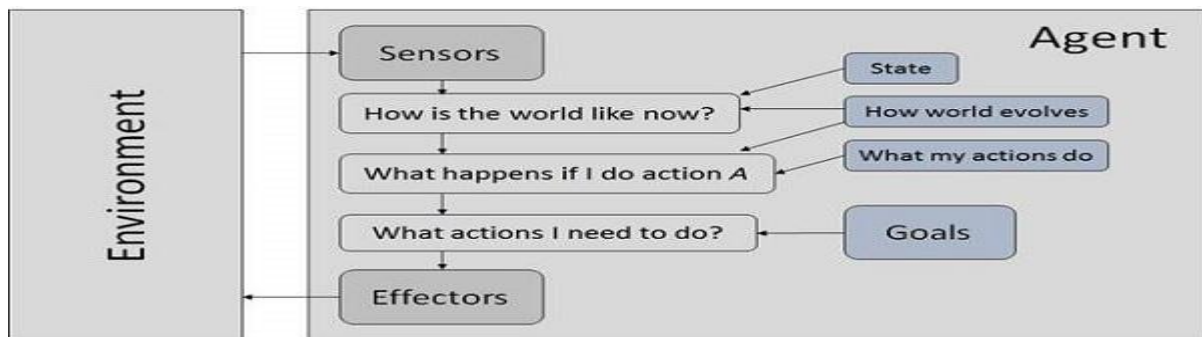 Environment
Agent
Sensors
State
How is the world like now?
How world evolves
What happens if I do action A
What my actions do
What actions I need to do?
Goals
Effectors